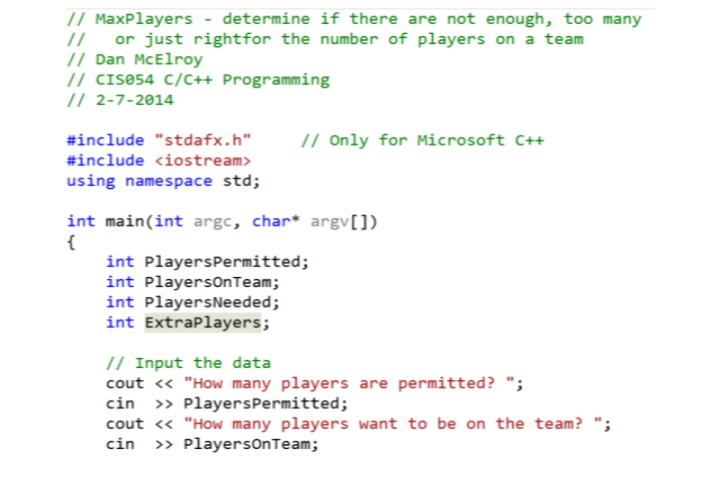 // MaxPlayers - determine if there are not enough, too many
//   or just rightfor the number of players on a team
// Dan McElroy
// CIS054 C/C++ Programming
// 2-7-2014

#include "stdafx.h"     // Only for Microsoft C++
#include <iostream>
using namespace std;

int main(int argc, char* argv[])
{
    int PlayersPermitted;
    int PlayersOnTeam;
    int PlayersNeeded;
    int ExtraPlayers;

    // Input the data
    cout << "How many players are permitted? ";
    cin  >> PlayersPermitted;
    cout << "How many players want to be on the team? ";
    cin  >> PlayersOnTeam;